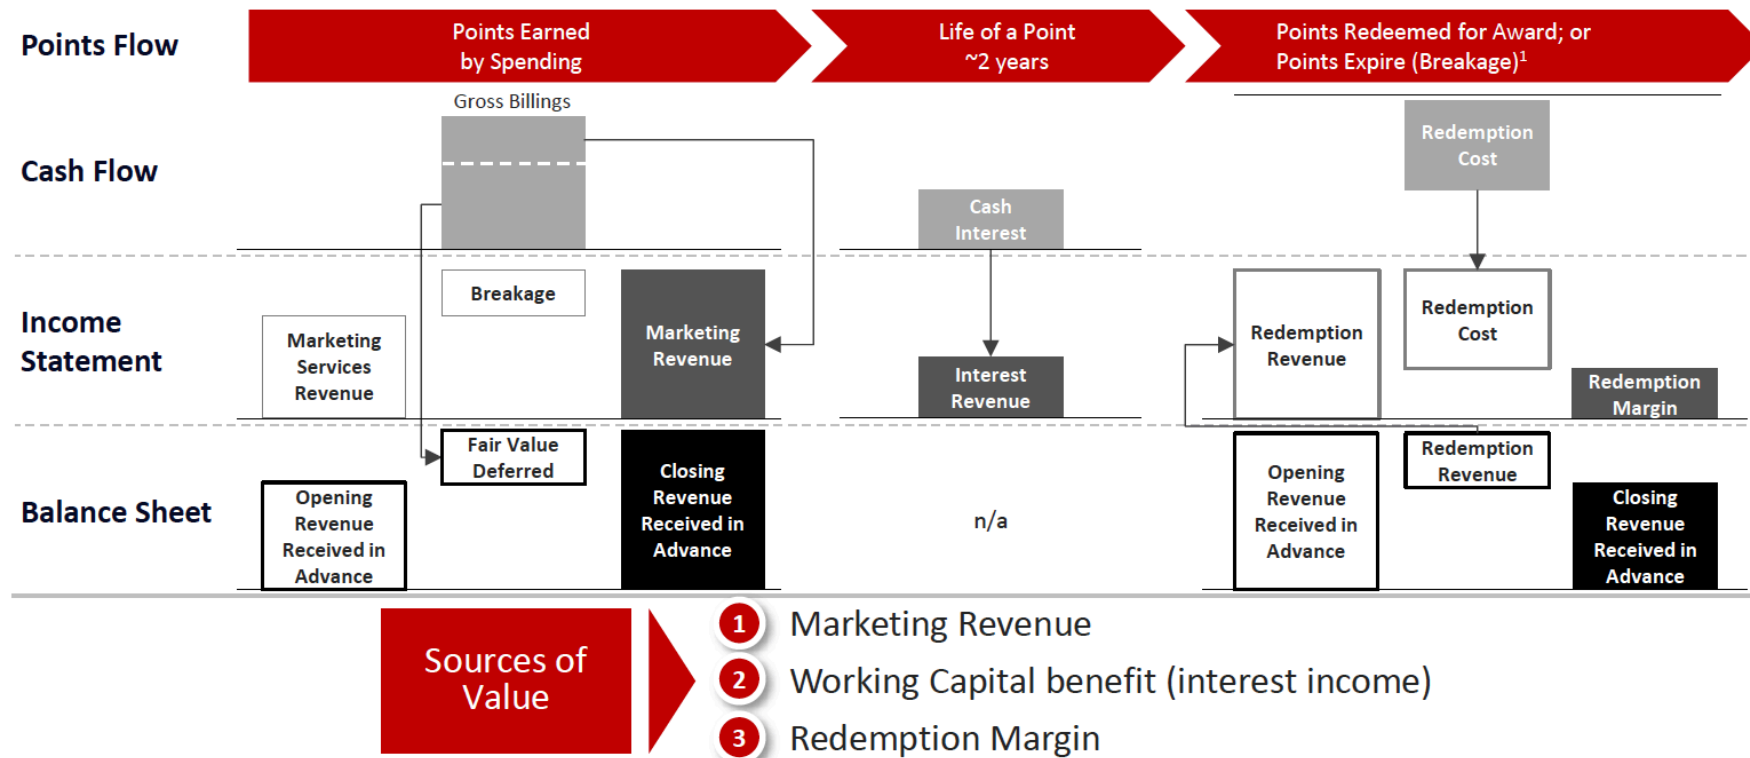 Points Flow
Points Earned
by Spending
Life of a Point
~2 years
Points Redeemed for Award; or
Points Expire (Breakage)¹
Cash Flow
Gross Billings
Cash
Interest
Redemption
Cost
Income
Statement
Marketing
Services
Revenue
Breakage
Marketing
Revenue
Interest
Revenue
Redemption
Revenue
Redemption
Cost
Redemption
Margin
Balance Sheet
Opening
Revenue
Received in
Advance
Fair Value
Deferred
Closing
Revenue
Received in
Advance
n/a
Opening
Revenue
Received in
Advance
Redemption
Revenue
Closing
Revenue
Received in
Advance
Sources of
Value
1 Marketing Revenue
2 Working Capital benefit (interest income)
3 Redemption Margin